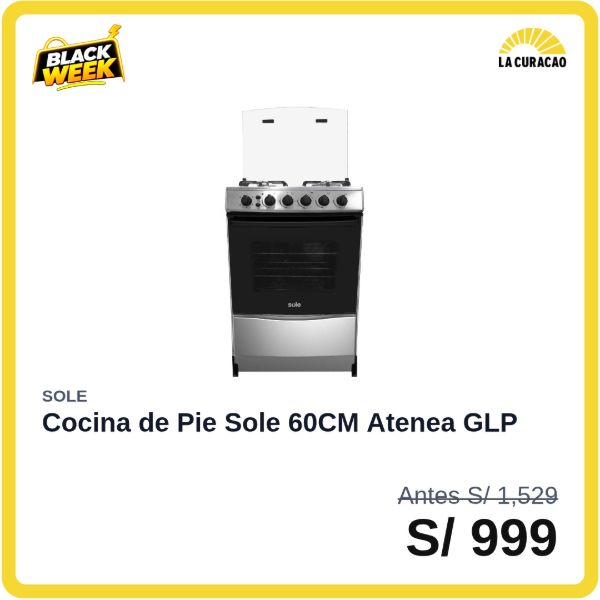 BLACK
WEEK
LA CURACAO
sole
SOLE
Cocina de Pie Sole 60CM Atenea GLP
Antes S/ 1,529
S/ 999